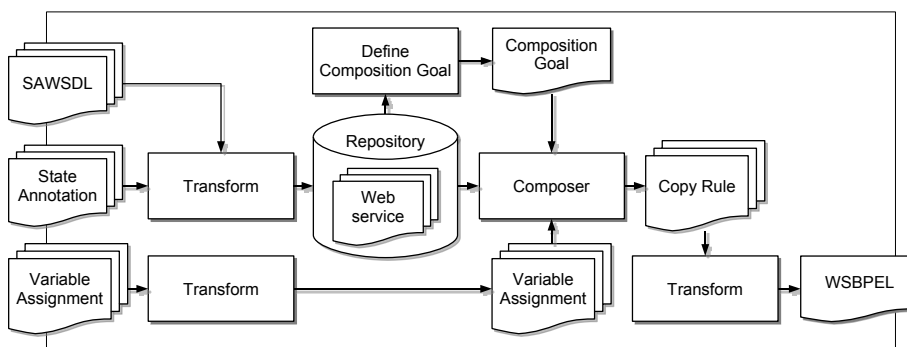 SAWSDL
Define
Composition Goal
Composition
Goal
Repository
State
Annotation
Transform
Web
service
Composer
Copy Rule
Variable
Assignment
Transform
Variable
Assignment
Transform
WSBPEL